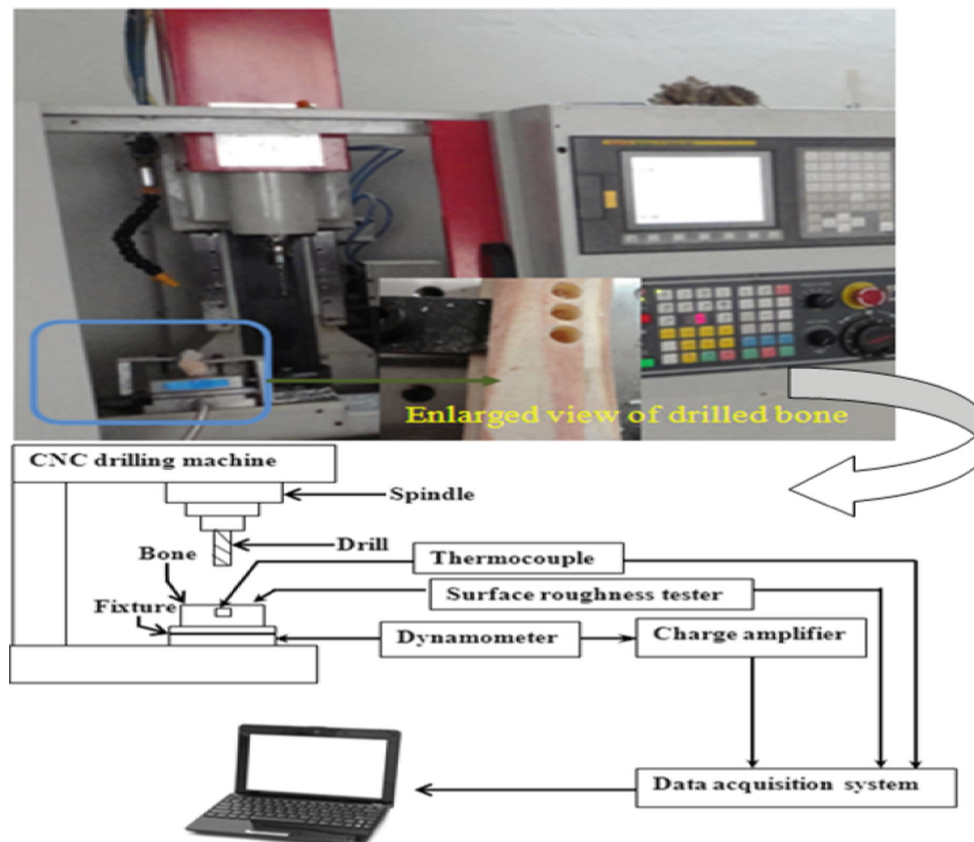 Enlarged view of drilled bone
CNC drilling machine
Spindle
Drill
Bone
Thermocouple
Fixture
Surface roughness tester
Dynamometer
Charge amplifier
Data acquisition system